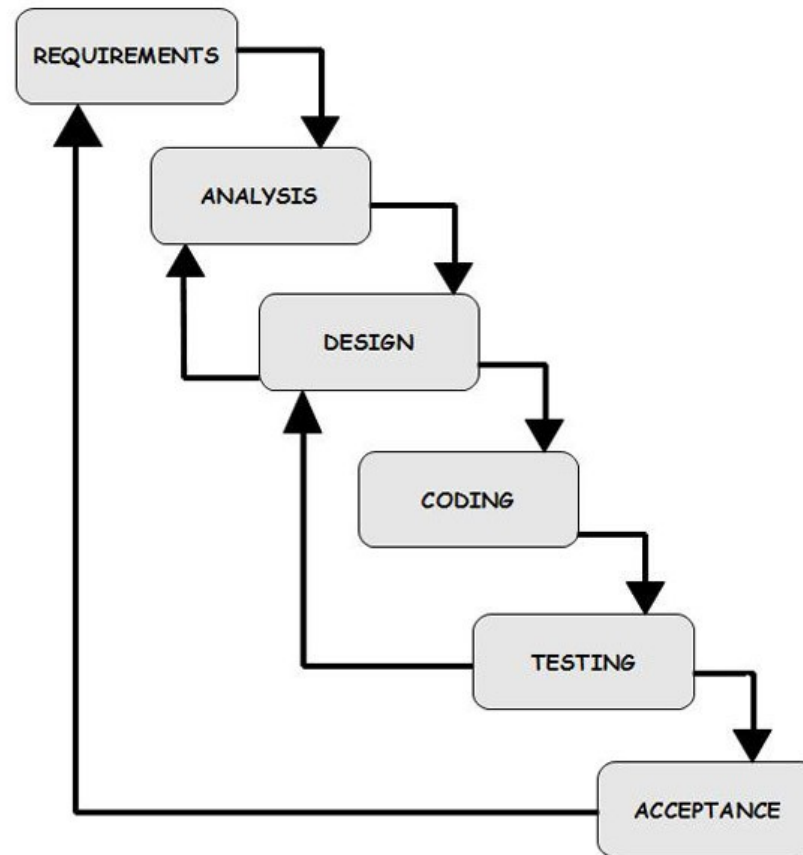 REQUIREMENTS
ANALYSIS
DESIGN
CODING
TESTING
ACCEPTANCE